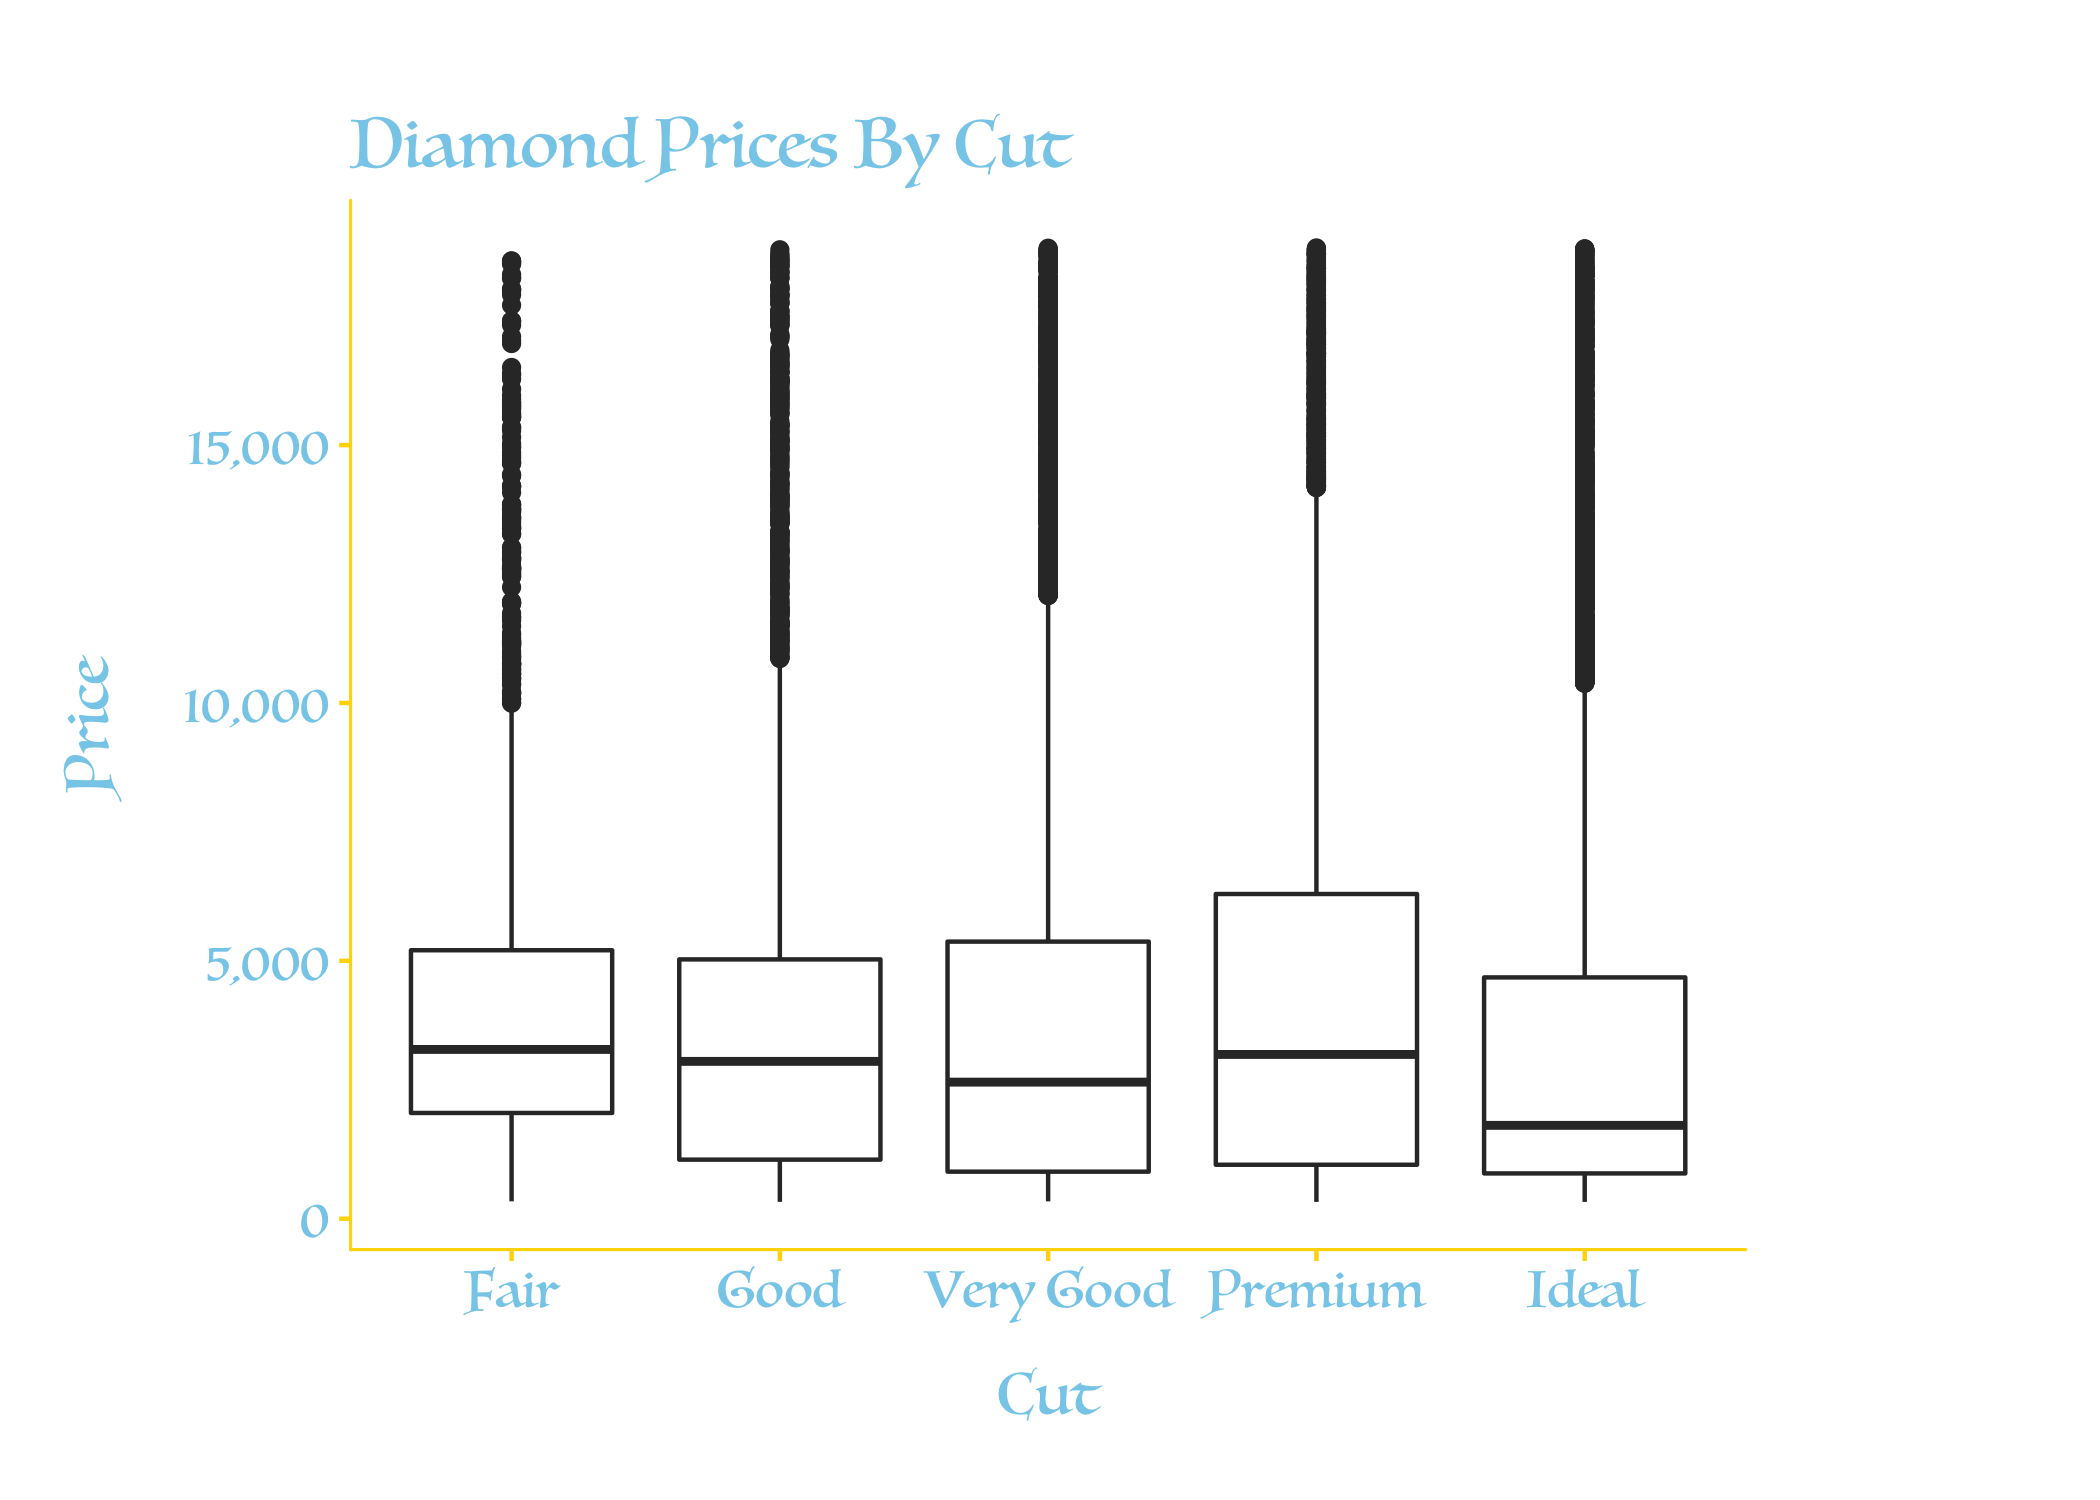 Diamond Prices By Cut
Price
15,000
10,000
5,000
0
Fair Good Very Good Premium Ideal
Cut